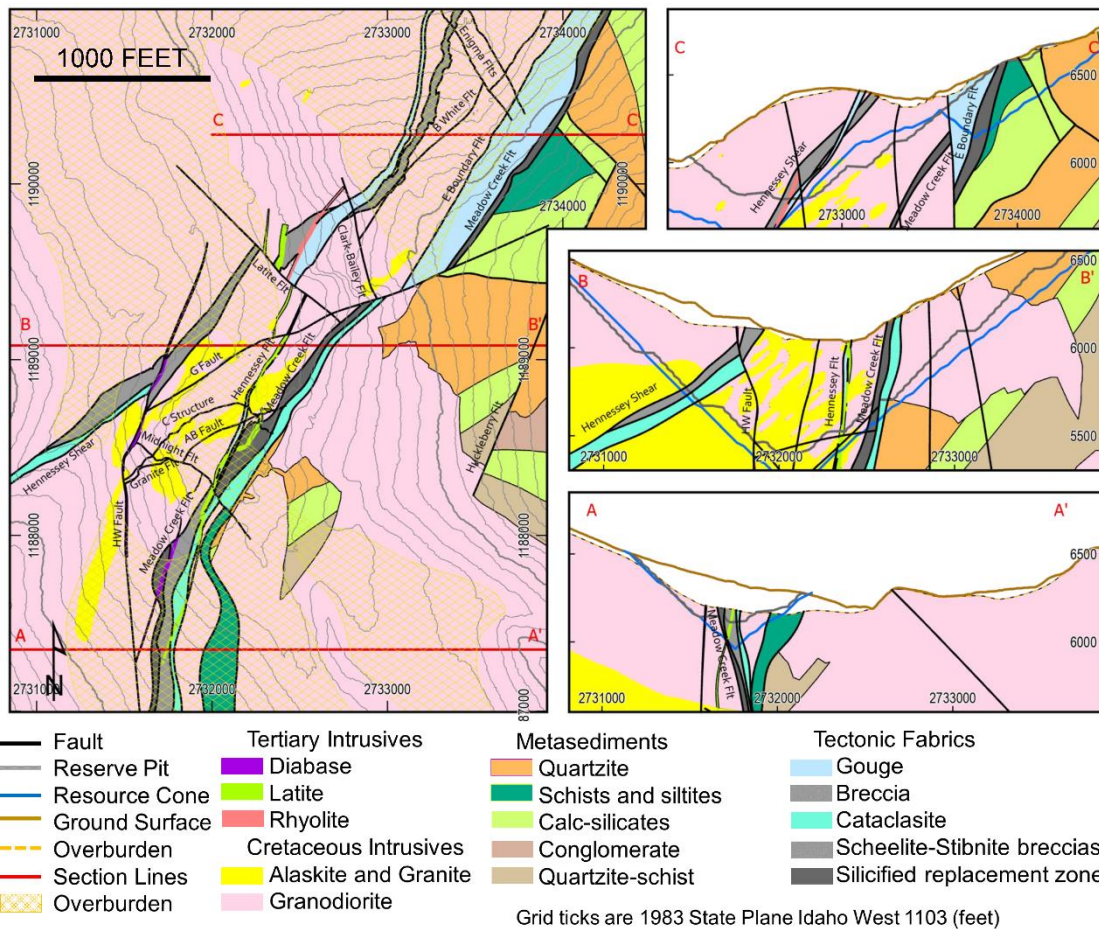 2731000
2732000
2733000
2734000
1000 FEET
Enigma Flts
B White Flt
C
C
1190000
1190000
E Boundary Flt
Meadow Creek Flt
2734000
Clark-Bailey Flt
Latite Flt
B
B'
1189000
1189000
G Fault
Hennessey Flt
Meadow Creek Flt
C Structure
AB Fault
Midnight Flt
Granite Flt
Hennessey Shear
Huckleberry Flt
HW Fault
Meadow Creek Flt
1188000
1188000
A
A'
N
2731000
2732000
2733000
87000
C
C
6500
6000
Hennessey Shear
Meadow Creek Flt
E Boundary Flt
2733000
2734000
B
B'
6500
6000
5500
Hennessey Shear
HW Fault
Hennessey Flt
Meadow Creek Flt
2731000
2732000
2733000
A
A'
6500
6000
Meadow Creek Flt
2731000
2732000
2733000
Fault
Reserve Pit
Resource Cone
Ground Surface
Overburden
Section Lines
Overburden
Tertiary Intrusives
Diabase
Latite
Rhyolite
Cretaceous Intrusives
Alaskite and Granite
Granodiorite
Metasediments
Quartzite
Schists and siltites
Calc-silicates
Conglomerate
Quartzite-schist
Tectonic Fabrics
Gouge
Breccia
Cataclasite
Scheelite-Stibnite breccias
Silicified replacement zone
Grid ticks are 1983 State Plane Idaho West 1103 (feet)